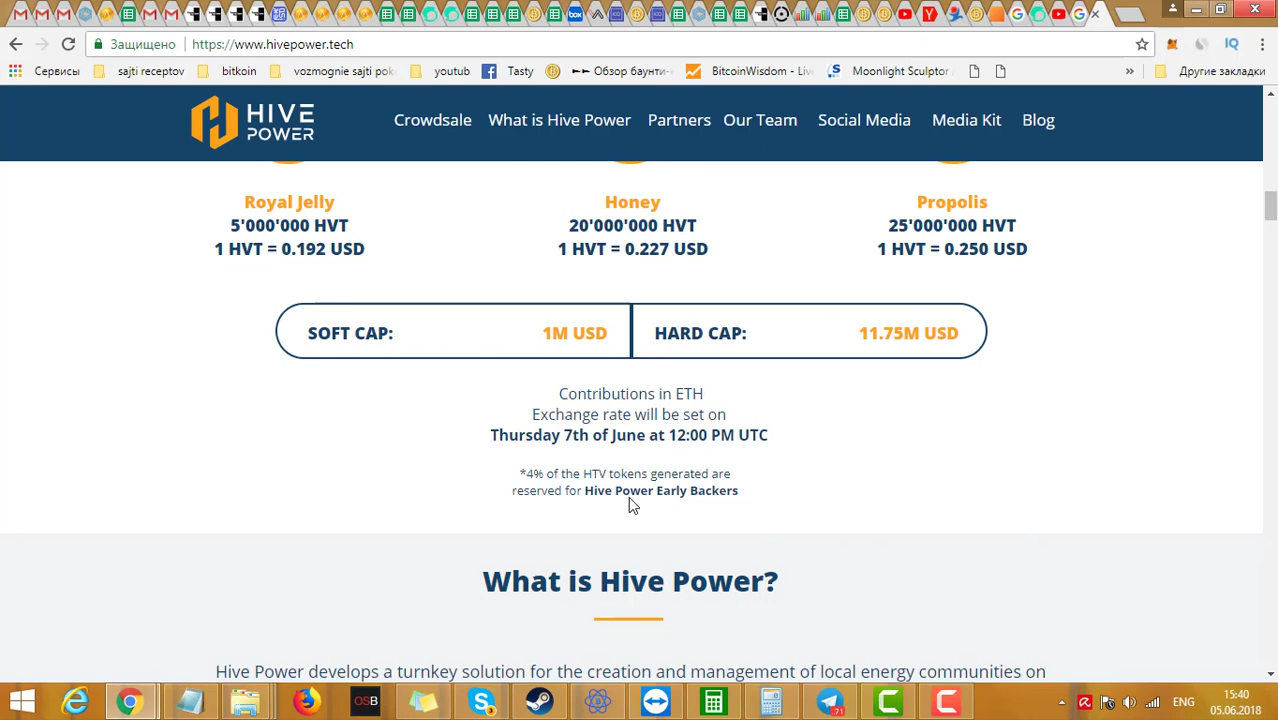 Защищено
https://www.hivepower.tech
Сервисы
sajti receptov
bitkoin
vozmognie sajti pok
youtub
Tasty
►► Обзор баунти-
BitcoinWisdom - Live
Moonlight Sculptor
»
Другие закладки
HIVE
POWER
Crowdsale
What is Hive Power
Partners
Our Team
Social Media
Media Kit
Blog
Royal Jelly
5'000'000 HVT
1 HVT = 0.192 USD
Honey
20'000'000 HVT
1 HVT = 0.227 USD
Propolis
25'000'000 HVT
1 HVT = 0.250 USD
SOFT CAP: 1M USD
HARD CAP: 11.75M USD
Contributions in ETH
Exchange rate will be set on
Thursday 7th of June at 12:00 PM UTC
*4% of the HTV tokens generated are
reserved for Hive Power Early Backers
What is Hive Power?
Hive Power develops a turnkey solution for the creation and management of local energy communities on
OSB
71
ENG
15:40
05.06.2018